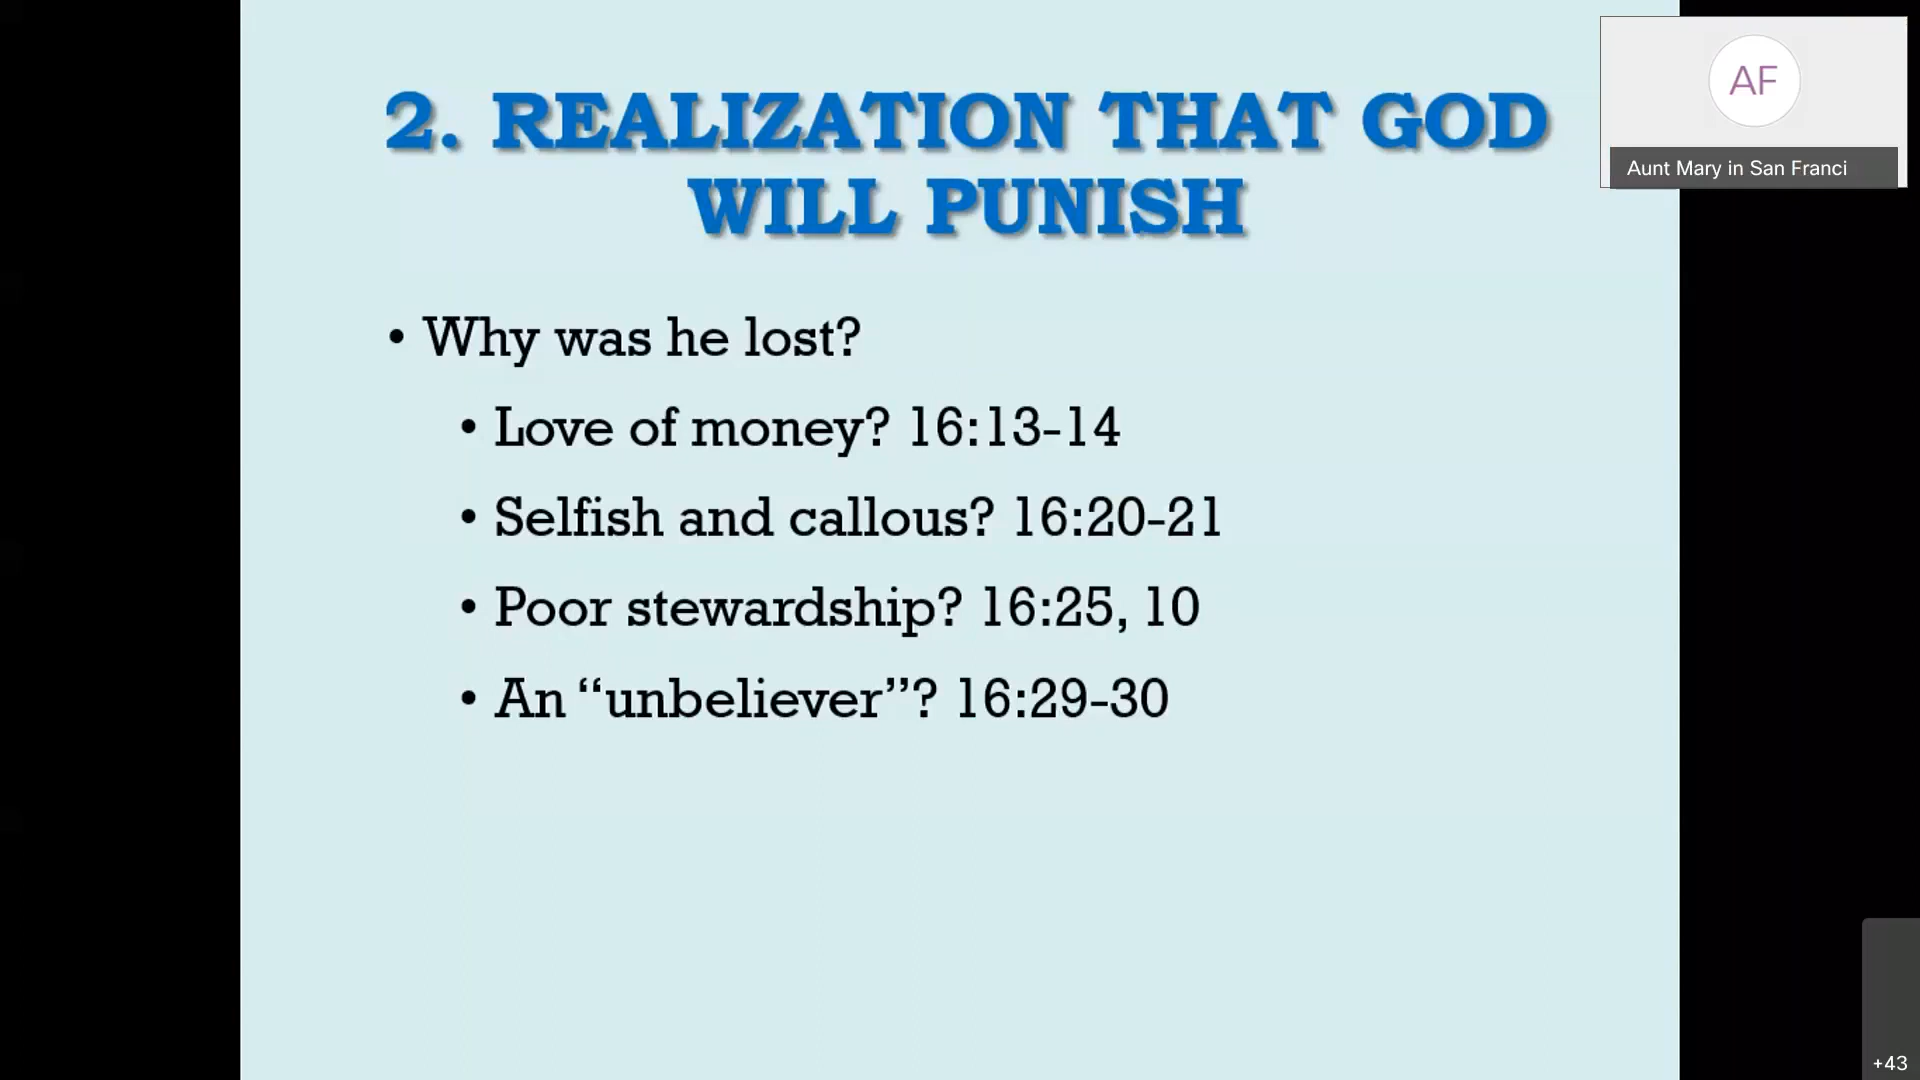 2. REALIZATION THAT GOD
WILL PUNISH
• Why was he lost?
• Love of money? 16:13-14
• Selfish and callous? 16:20-21
• Poor stewardship? 16:25, 10
• An “unbeliever”? 16:29-30
AF
Aunt Mary in San Franci
+43